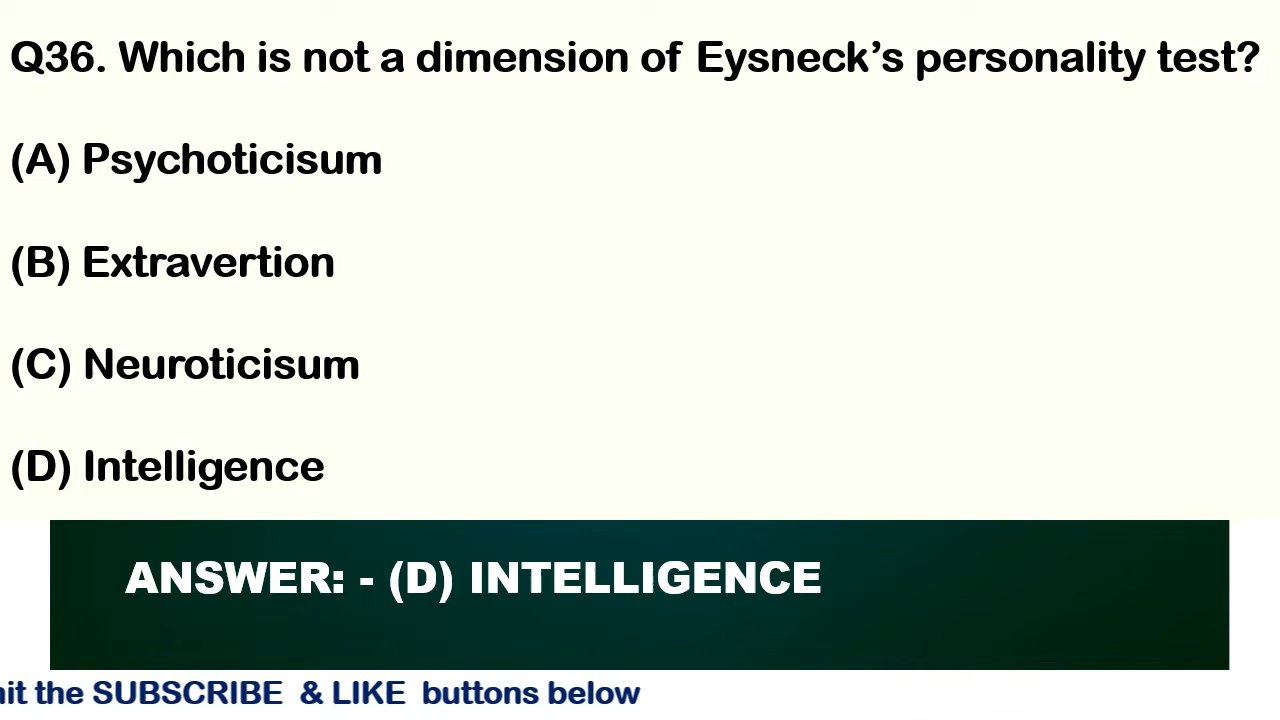 Q36. Which is not a dimension of Eysneck’s personality test?
(A) Psychoticisum
(B) Extravertion
(C) Neuroticisum
(D) Intelligence
ANSWER: - (D) INTELLIGENCE
the SUBSCRIBE & LIKE buttons below